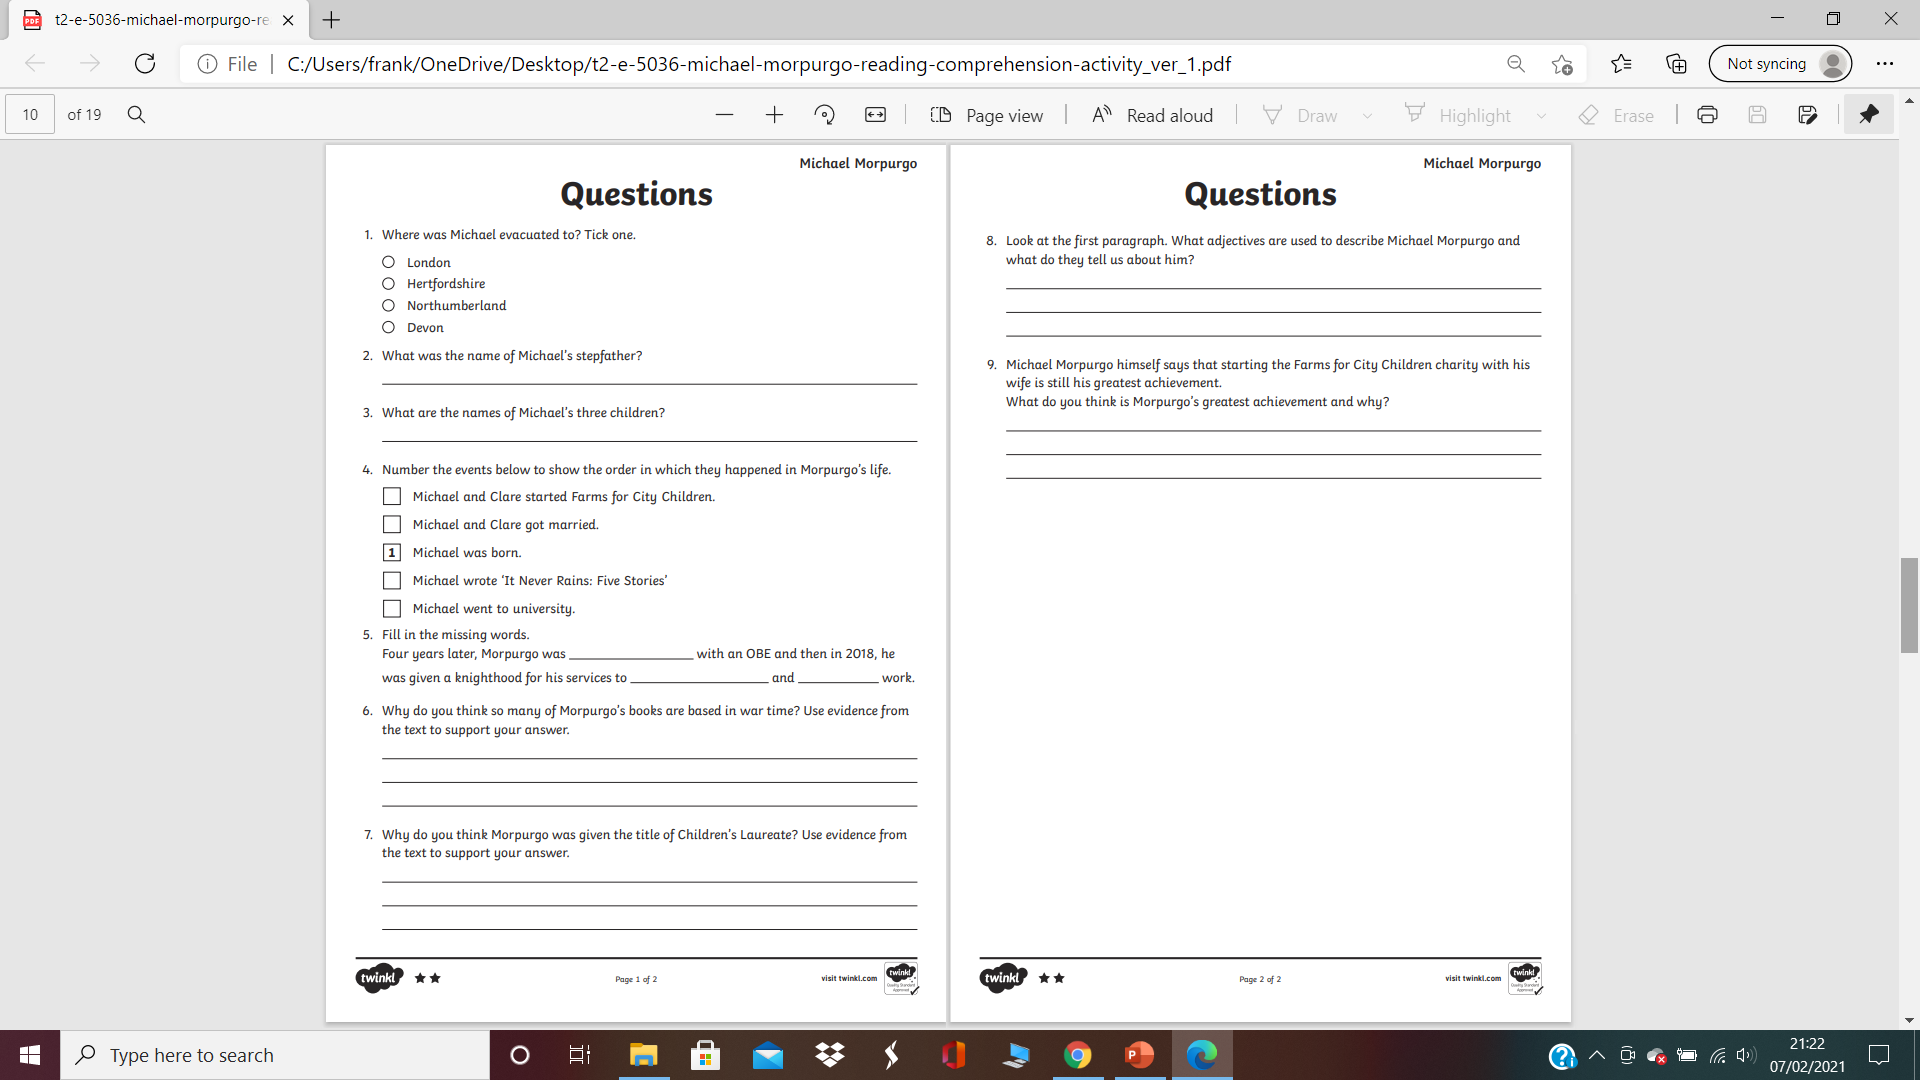 t2-e-5036-michael-morpurgo-re
File
C:/Users/frank/OneDrive/Desktop/t2-e-5036-michael-morpurgo-reading-comprehension-activity_ver_1.pdf
Not syncing
10 of 19
Page view
Read aloud
Draw
Highlight
Erase
Michael Morpurgo
Questions
1. Where was Michael evacuated to? Tick one.
London
Hertfordshire
Northumberland
Devon
2. What was the name of Michael's stepfather?
3. What are the names of Michael's three children?
4. Number the events below to show the order in which they happened in Morpurgo's life.
Michael and Clare started Farms for City Children.
Michael and Clare got married.
1 Michael was born.
Michael wrote 'It Never Rains: Five Stories'
Michael went to university.
5. Fill in the missing words.
Four years later, Morpurgo was ____ with an OBE and then in 2018, he
was given a knighthood for his services to ____ and ____ work.
6. Why do you think so many of Morpurgo's books are based in war time? Use evidence from
the text to support your answer.
7. Why do you think Morpurgo was given the title of Children's Laureate? Use evidence from
the text to support your answer.
twinkl
Page 1 of 2
visit twinkl.com
twinkl
Michael Morpurgo
Questions
8. Look at the first paragraph. What adjectives are used to describe Michael Morpurgo and
what do they tell us about him?
9. Michael Morpurgo himself says that starting the Farms for City Children charity with his
wife is still his greatest achievement.
What do you think is Morpurgo's greatest achievement and why?
twinkl
Page 2 of 2
visit twinkl.com
twinkl
Type here to search
21:22
07/02/2021